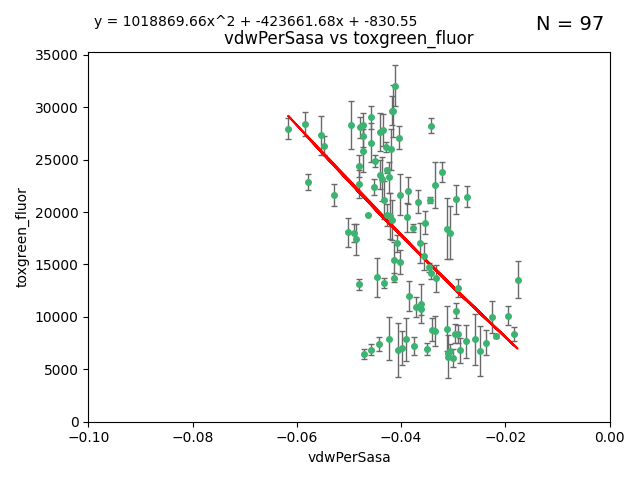 y = 1018869.66x^2 + -423661.68x + -830.55
N = 97
vdwPerSasa vs toxgreen_fluor
35000
30000
25000
20000
15000
10000
5000
0
toxgreen_fluor
−0.10 −0.08 −0.06 −0.04 −0.02 0.00
vdwPerSasa